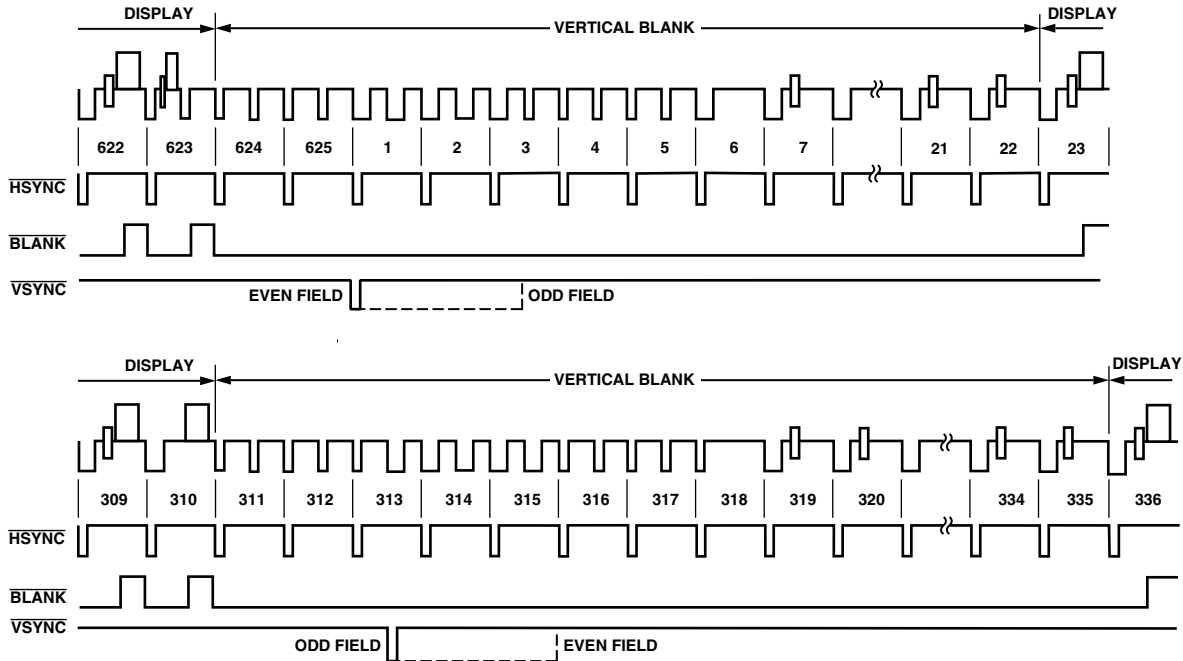 DISPLAY VERTICAL BLANK DISPLAY
622 623 624 625 1 2 3 4 5 6 7 21 22 23
HSYNC
BLANK
VSYNC
EVEN FIELD ODD FIELD
DISPLAY VERTICAL BLANK DISPLAY
309 310 311 312 313 314 315 316 317 318 319 320 334 335 336
HSYNC
BLANK
VSYNC
ODD FIELD EVEN FIELD